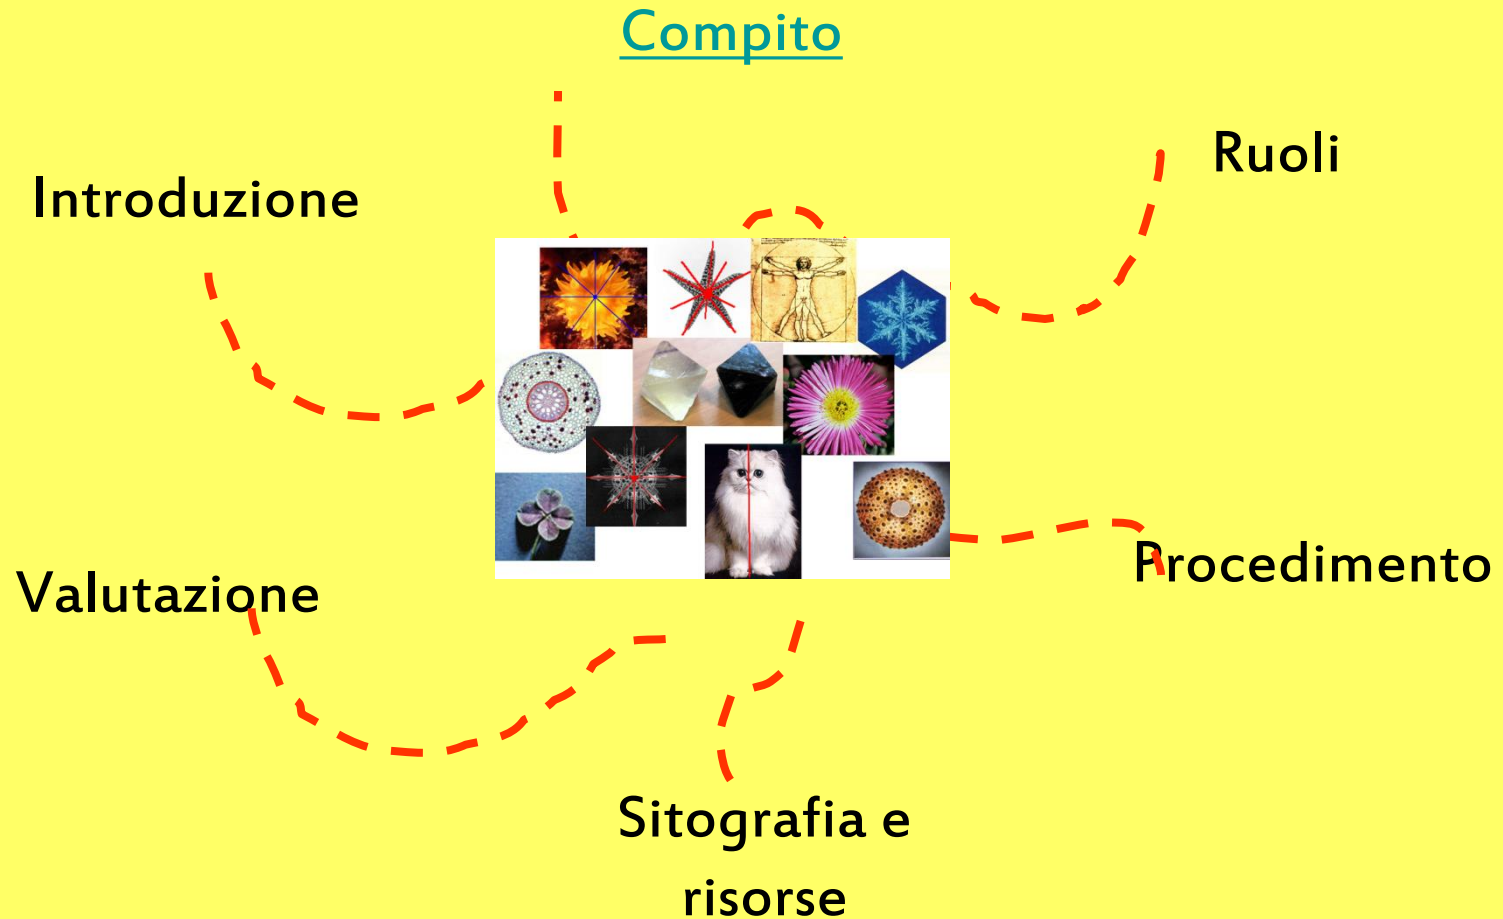 Compito
Ruoli
Introduzione
Procedimento
Valutazione
Sitografia e
risorse